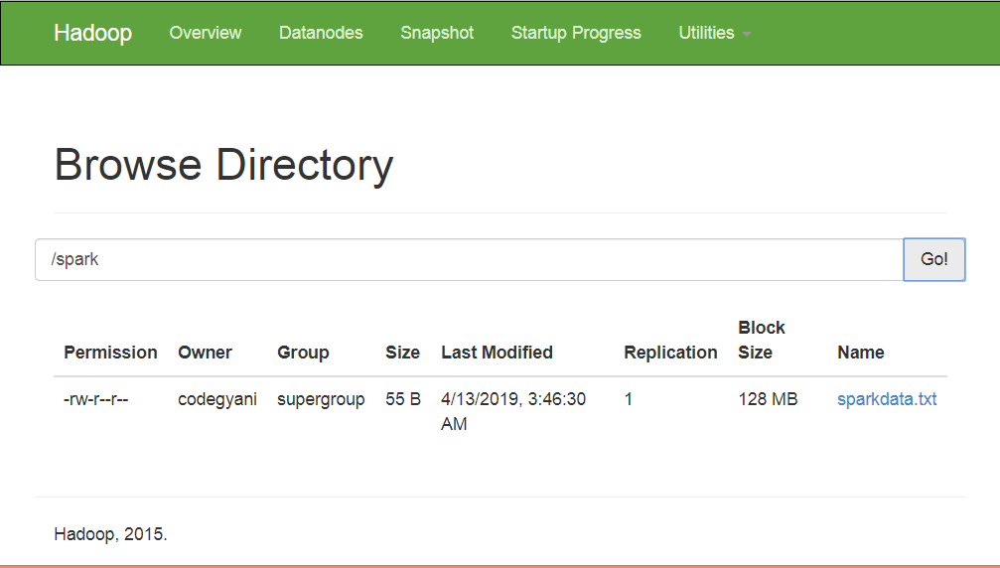 Hadoop Overview Datanodes Snapshot Startup Progress Utilities
Browse Directory
/spark Go!
Permission Owner Group Size Last Modified Replication Block Size Name
-rw-r--r-- codegyani supergroup 55 B 4/13/2019, 3:46:30 AM 1 128 MB sparkdata.txt
Hadoop, 2015.